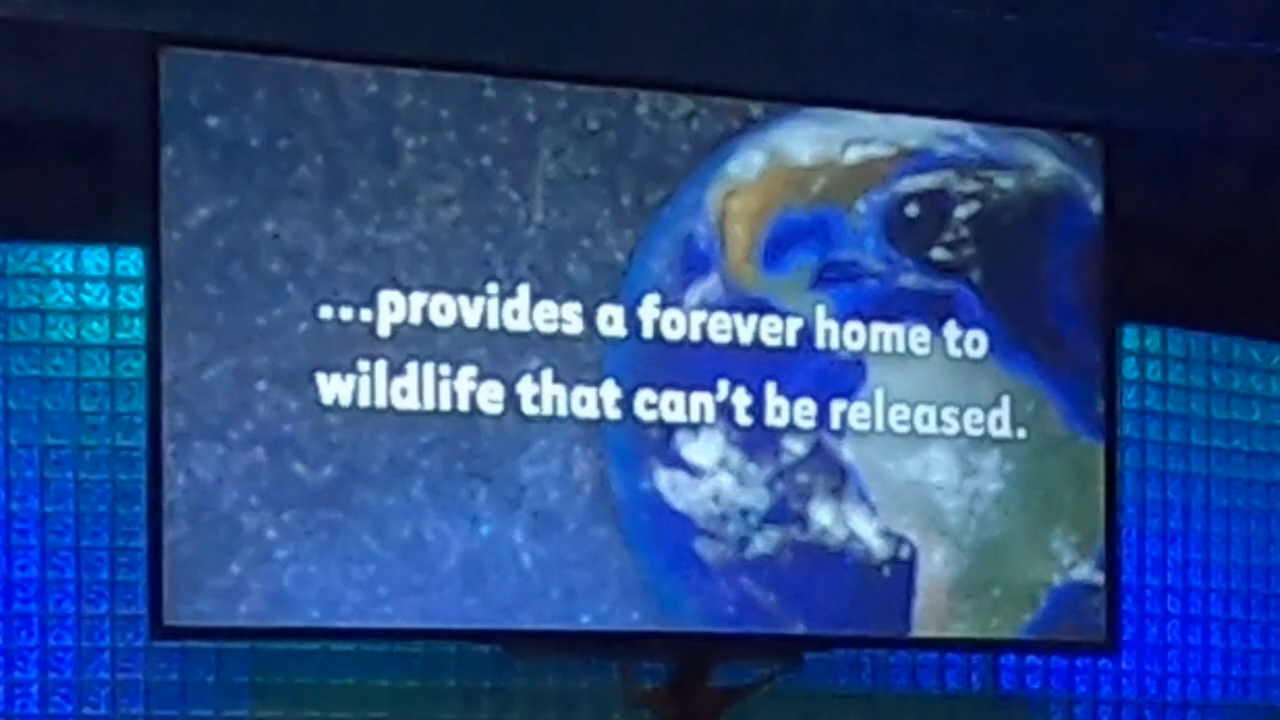 ...provides a forever home to
wildlife that can't be released.